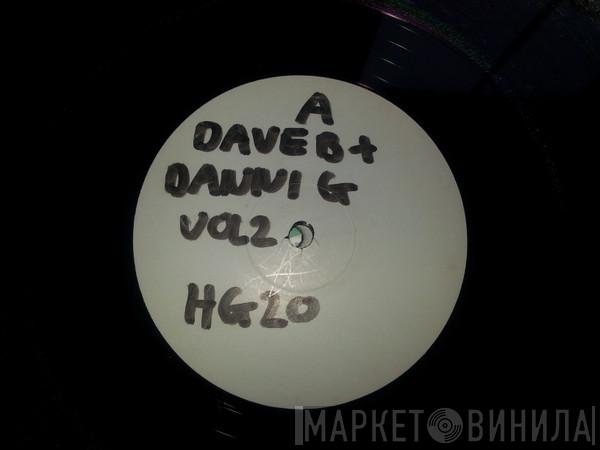 A
DAVE B +
DANNI G
VOL 2
HG20
МАРКЕТ ВИНИЛА